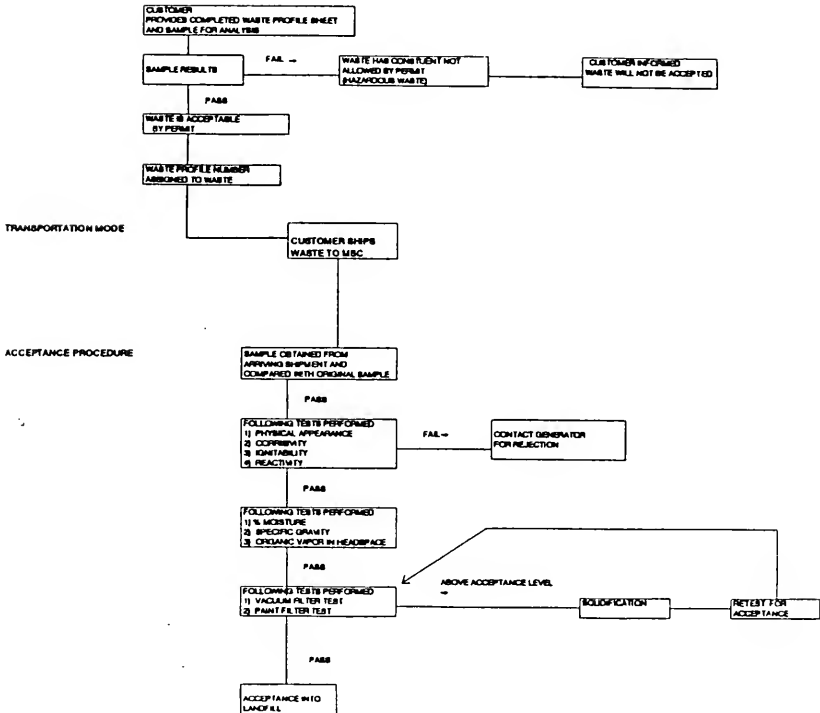 CUSTOMER
PROVIDES COMPLETED WASTE PROFILE SHEET
AND SAMPLE FOR ANALYSIS
SAMPLE RESULTS
FAIL →
WASTE HAS CONSTUENT NOT
ALLOWED BY PERMIT
(HAZARDOUS WASTE)
CUSTOMER INFORMED
WASTE WILL NOT BE ACCEPTED
PASS
WASTE IS ACCEPTABLE
BY PERMIT
WASTE PROFILE NUMBER
ASSIGNED TO WASTE
TRANSPORTATION MODE
CUSTOMER SHIPS
WASTE TO MSC
ACCEPTANCE PROCEDURE
SAMPLE OBTAINED FROM
ARRIVING SHIPMENT AND
COMPARED WITH ORIGINAL SAMPLE
PASS
FOLLOWING TESTS PERFORMED
1) PHYSICAL APPEARANCE
2) CORRISIVITY
3) IGNITABILITY
4) REACTIVITY
FAIL →
CONTACT GENERATOR
FOR REJECTION
PASS
FOLLOWING TESTS PERFORMED
1) % MOISTURE
2) SPECIFIC GRAVITY
3) ORGANIC VAPOR IN HEADSPACE
PASS
FOLLOWING TESTS PERFORMED
1) VACUUM FILTER TEST
2) PAINT FILTER TEST
ABOVE ACCEPTANCE LEVEL
→
SOLIDIFICATION
RETEST FOR
ACCEPTANCE
PASS
ACCEPTANCE INTO
LANDFILL